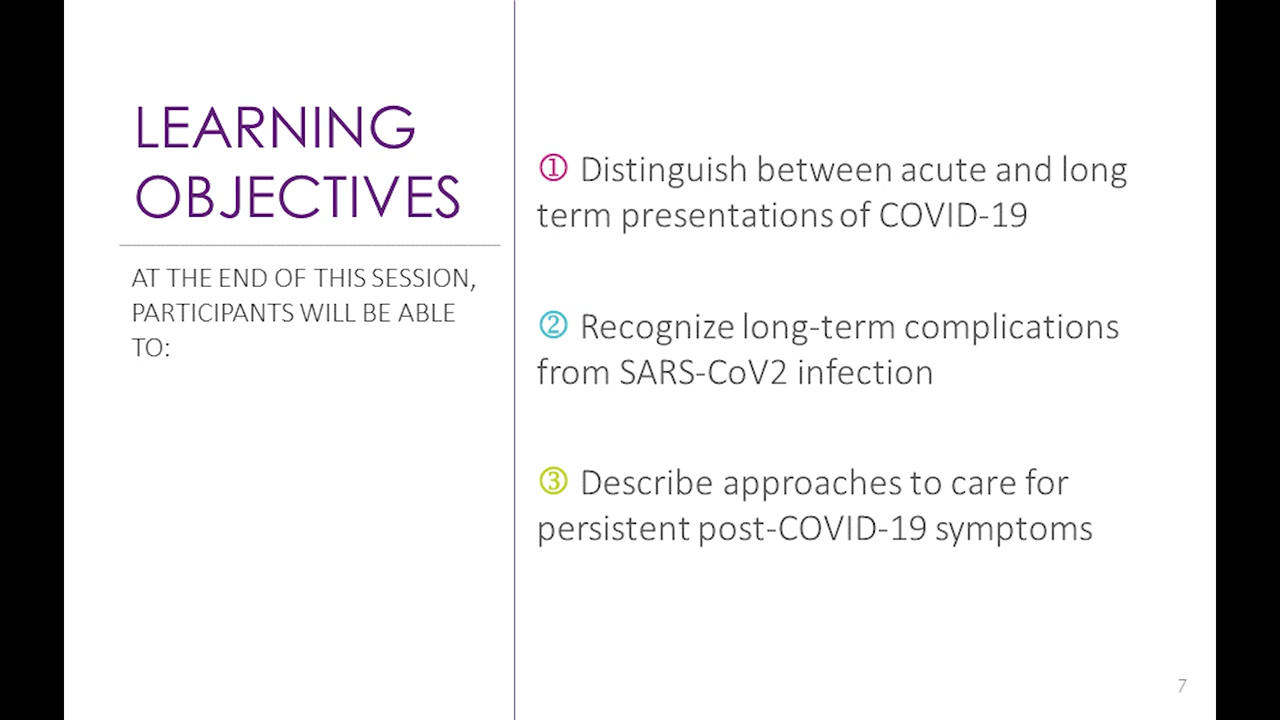 LEARNING
OBJECTIVES
AT THE END OF THIS SESSION,
PARTICIPANTS WILL BE ABLE
TO:
① Distinguish between acute and long
term presentations of COVID-19
② Recognize long-term complications
from SARS-CoV2 infection
③ Describe approaches to care for
persistent post-COVID-19 symptoms
7